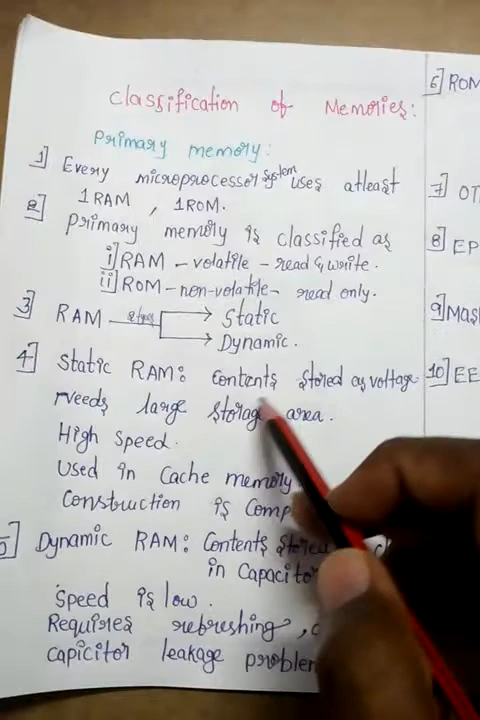 Classification of Memories:
Primary memory:
1] Every microprocessor system uses atleast
1 RAM , 1 ROM.
2] Primary memory is classified as
i] RAM - volatile - read & write.
ii] ROM - non-volatile - read only.
3] RAM 2 types Static
Dynamic.
4] Static RAM: Contents stored as voltage
Needs large storage area.
High Speed.
Used in Cache memory
Construction is
Dynamic RAM: Contents stored
in
Speed is low.
Requires refreshing ,
capicitor leakage
6] ROM
7]
8] EP
9] Mas
10] EE